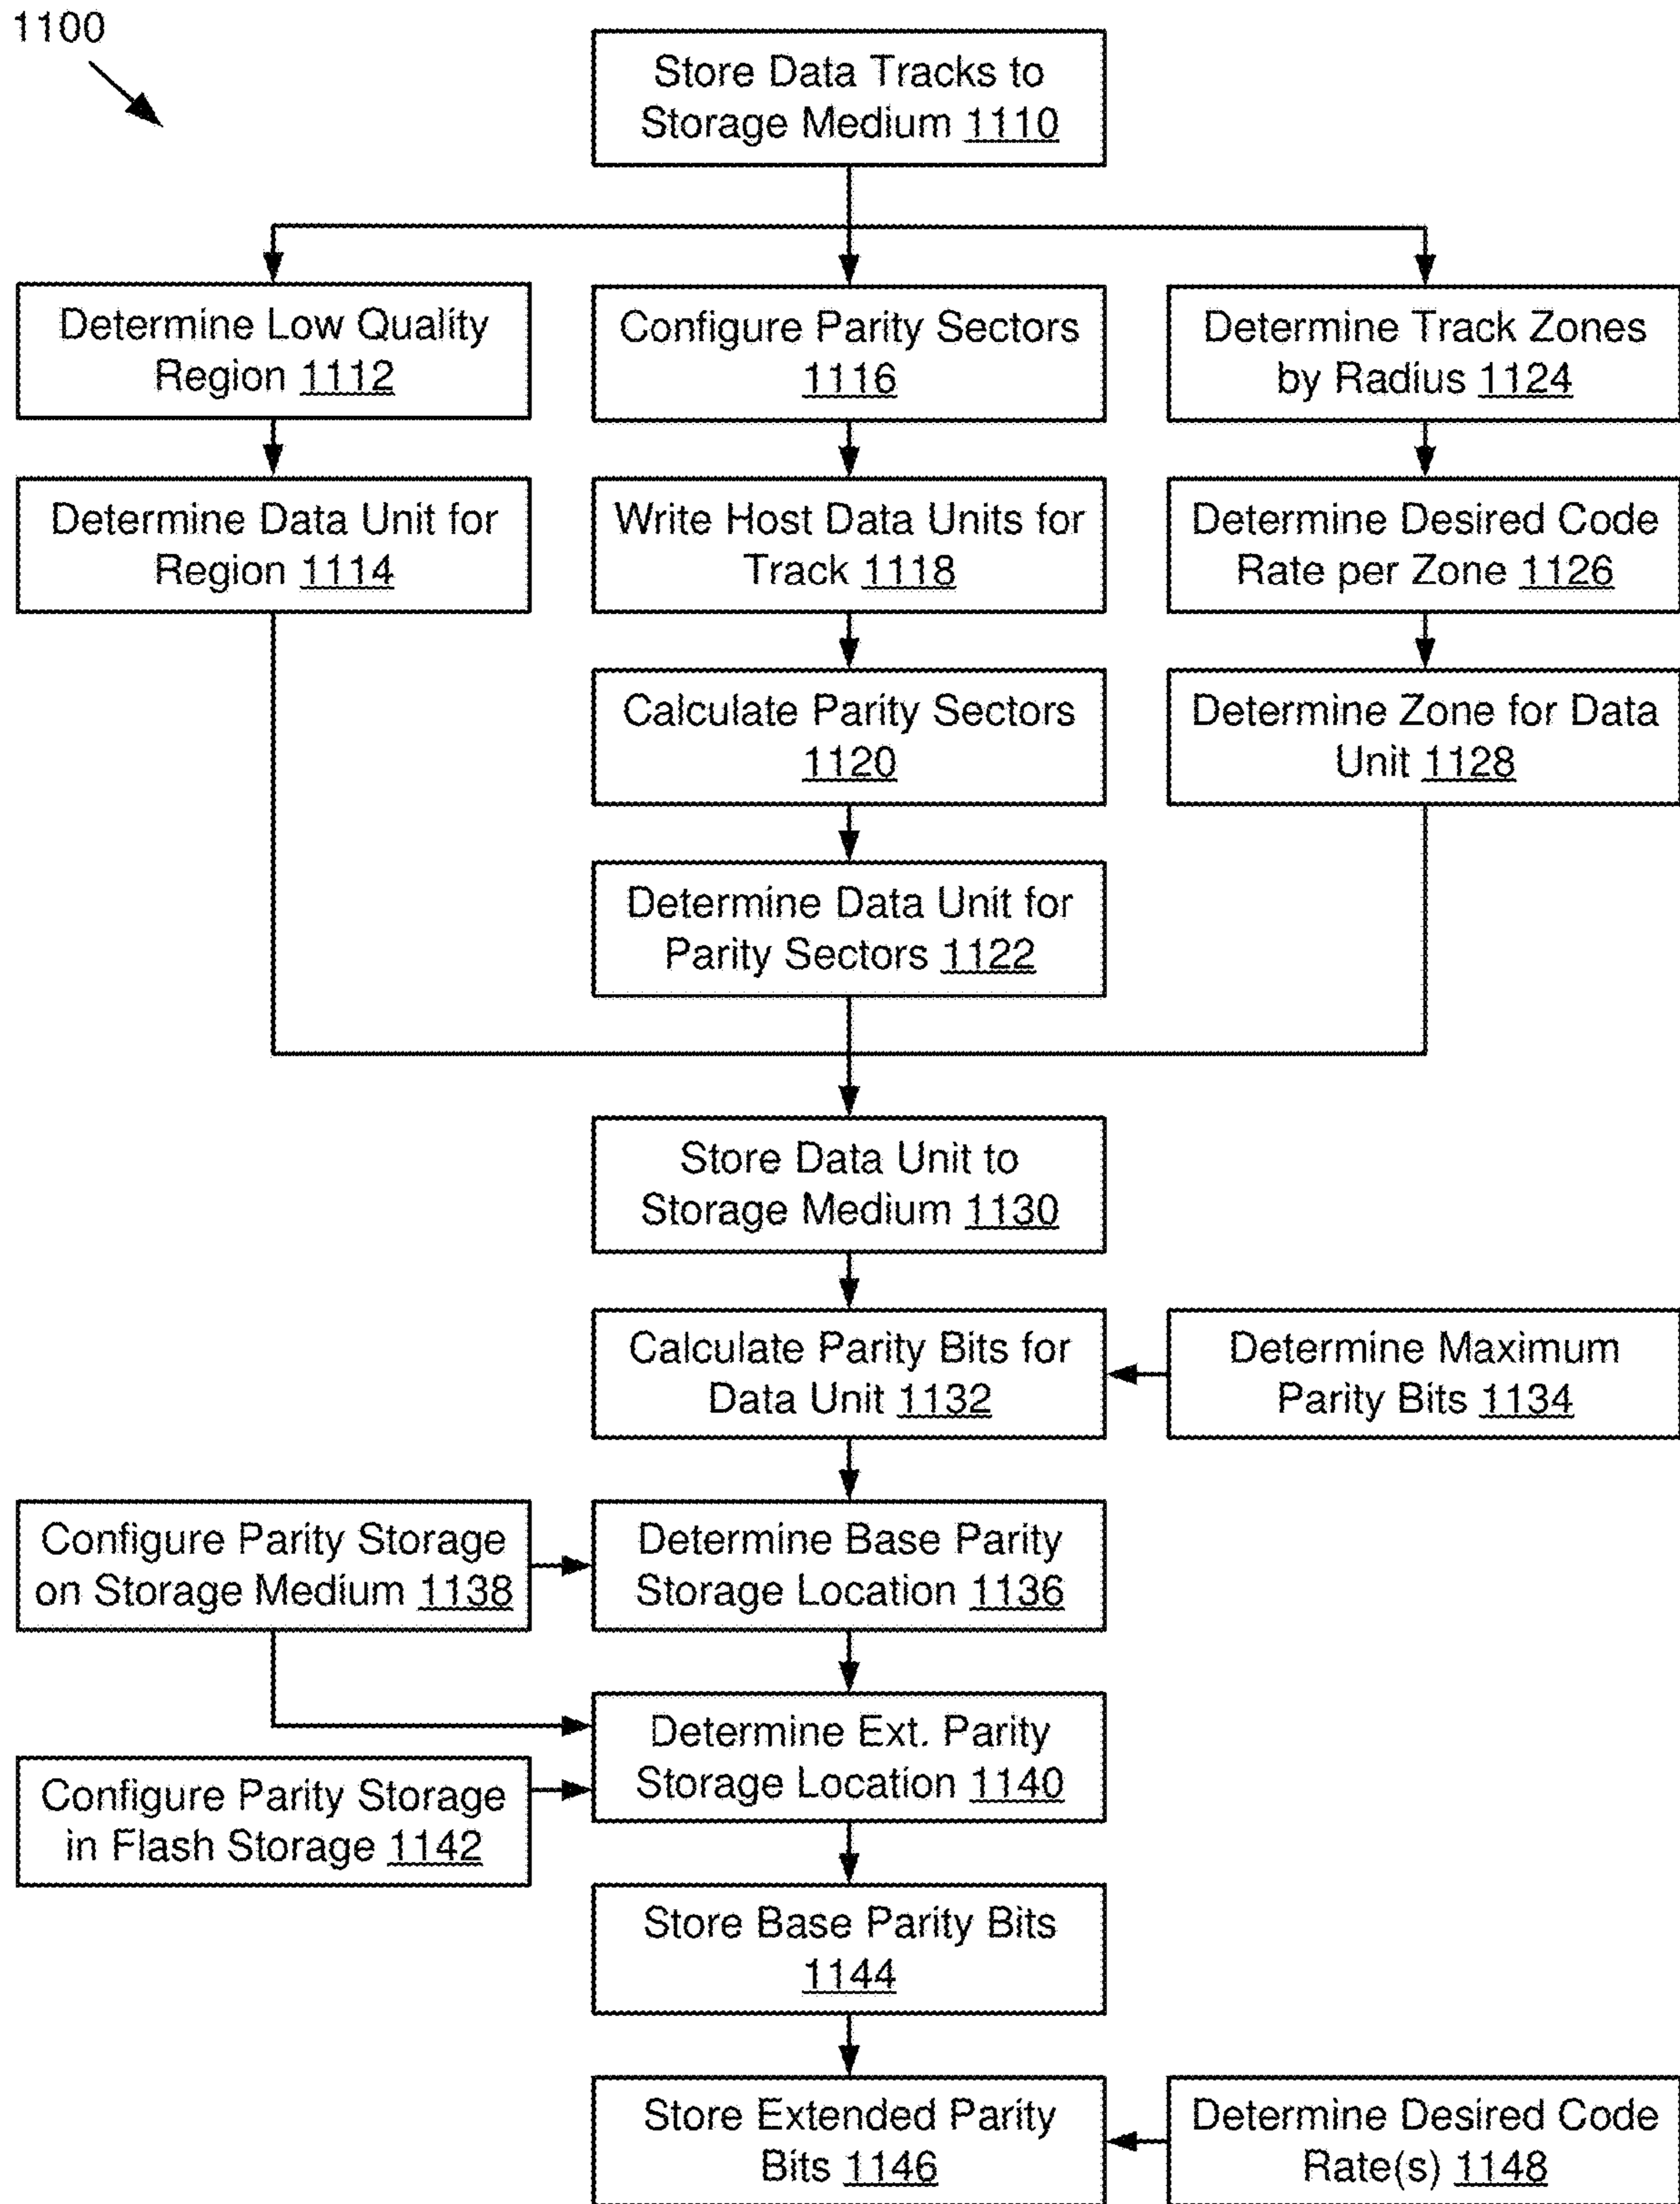 1100
Store Data Tracks to
Storage Medium 1110
Determine Low Quality
Region 1112
Configure Parity Sectors
1116
Determine Track Zones
by Radius 1124
Determine Data Unit for
Region 1114
Write Host Data Units for
Track 1118
Determine Desired Code
Rate per Zone 1126
Calculate Parity Sectors
1120
Determine Zone for Data
Unit 1128
Determine Data Unit for
Parity Sectors 1122
Store Data Unit to
Storage Medium 1130
Calculate Parity Bits for
Data Unit 1132
Determine Maximum
Parity Bits 1134
Configure Parity Storage
on Storage Medium 1138
Determine Base Parity
Storage Location 1136
Determine Ext. Parity
Storage Location 1140
Configure Parity Storage
in Flash Storage 1142
Store Base Parity Bits
1144
Store Extended Parity
Bits 1146
Determine Desired Code
Rate(s) 1148